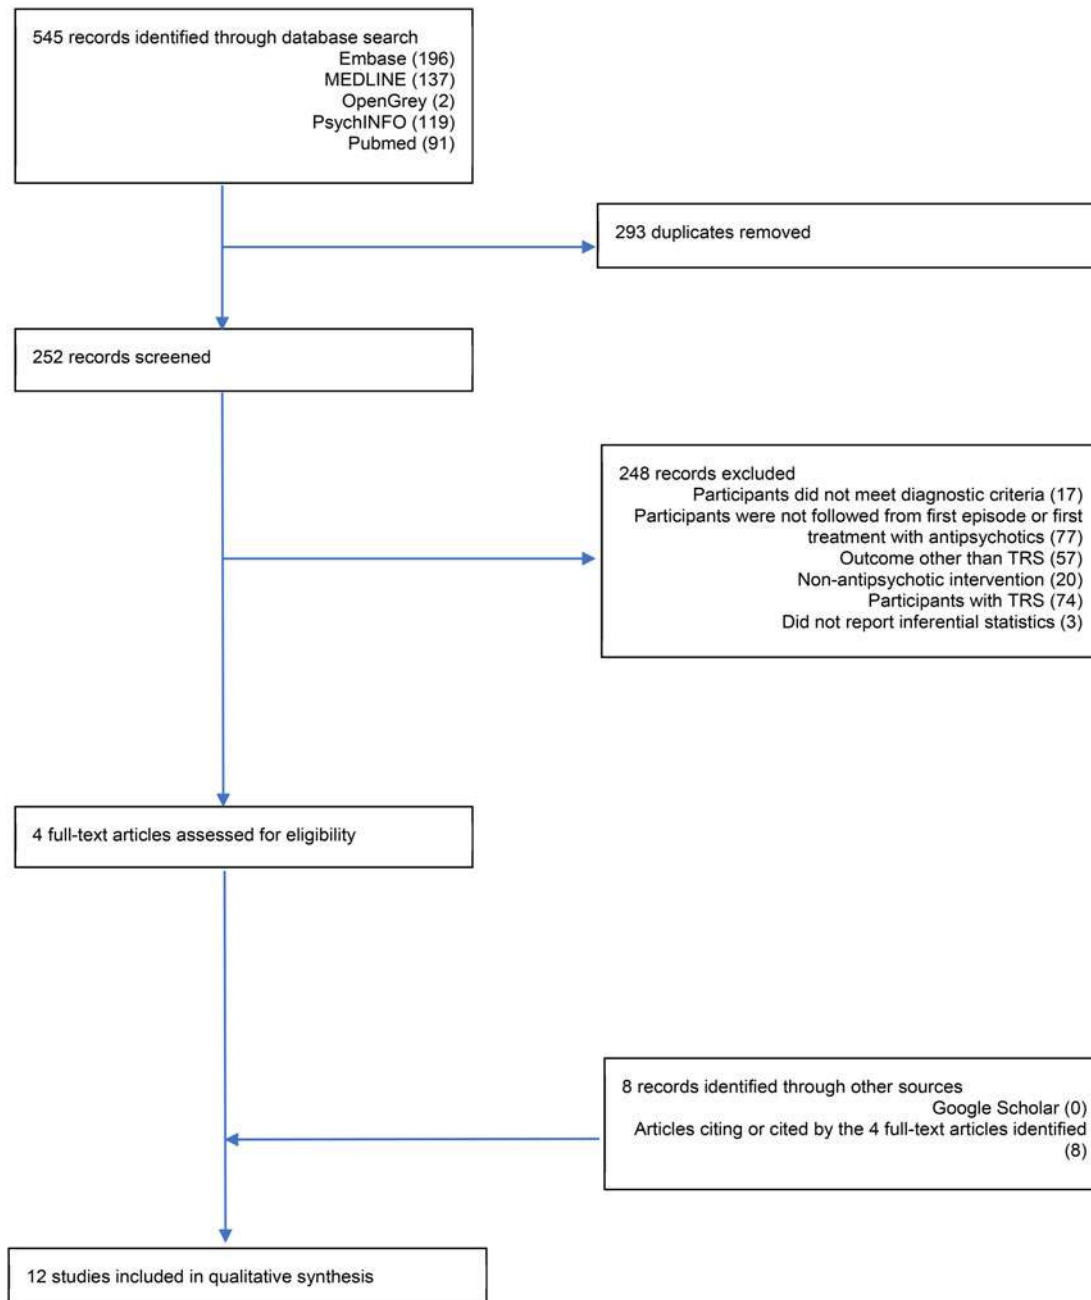 545 records identified through database search
Embase (196)
MEDLINE (137)
OpenGrey (2)
PsychINFO (119)
Pubmed (91)
293 duplicates removed
252 records screened
248 records excluded
Participants did not meet diagnostic criteria (17)
Participants were not followed from first episode or first
treatment with antipsychotics (77)
Outcome other than TRS (57)
Non-antipsychotic intervention (20)
Participants with TRS (74)
Did not report inferential statistics (3)
4 full-text articles assessed for eligibility
8 records identified through other sources
Google Scholar (0)
Articles citing or cited by the 4 full-text articles identified
(8)
12 studies included in qualitative synthesis